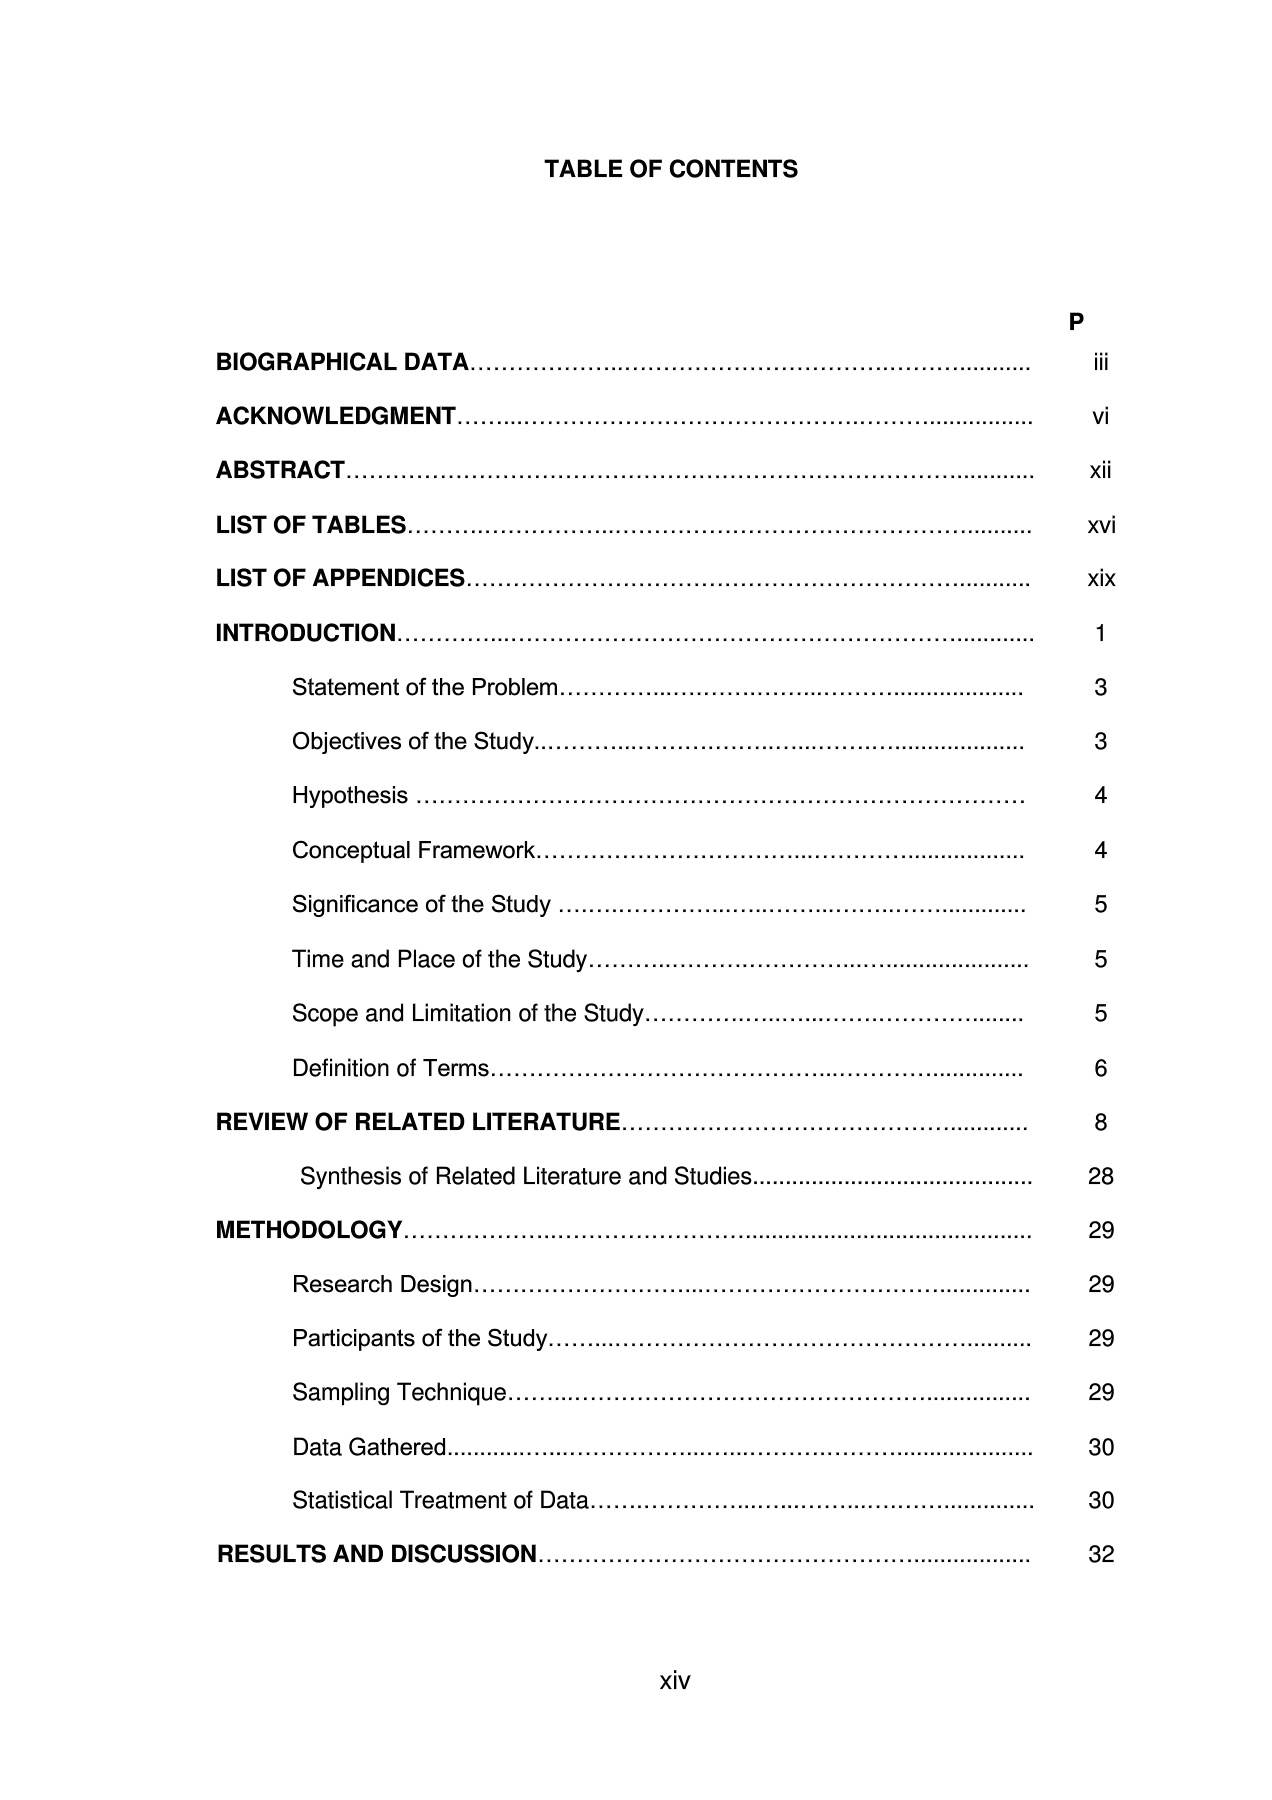 TABLE OF CONTENTS
P
BIOGRAPHICAL DATA………………..…………………………….………........... iii
ACKNOWLEDGMENT……...…………………………………….………................ vi
ABSTRACT…………………………………………………………………............ xii
LIST OF TABLES……….……………..……………………………………........... xvi
LIST OF APPENDICES………………………………………………………........... xix
INTRODUCTION…………..…………………………………………………............. 1
Statement of the Problem…………...……….……...………..................... 3
Objectives of the Study..………...…….……..…...…….….................... 3
Hypothesis …………………………………………………………………… 4
Conceptual Framework……………………………...…………................... 4
Significance of the Study …….…………..…..……...…….……............. 5
Time and Place of the Study………..……….…………...….................... 5
Scope and Limitation of the Study………….…..…...…….…………........ 5
Definition of Terms……………………………………...…………............... 6
REVIEW OF RELATED LITERATURE……………………………………............ 8
Synthesis of Related Literature and Studies.......................................... 28
METHODOLOGY………………..……………………............................................ 29
Research Design………………………...…………………………............... 29
Participants of the Study……...………………………………………........... 29
Sampling Technique……....………………………………………................ 29
Data Gathered............…...……………...…...……….………..................... 30
Statistical Treatment of Data…….…………...…...……...….……............... 30
RESULTS AND DISCUSSION…………………………………………................... 32
xiv